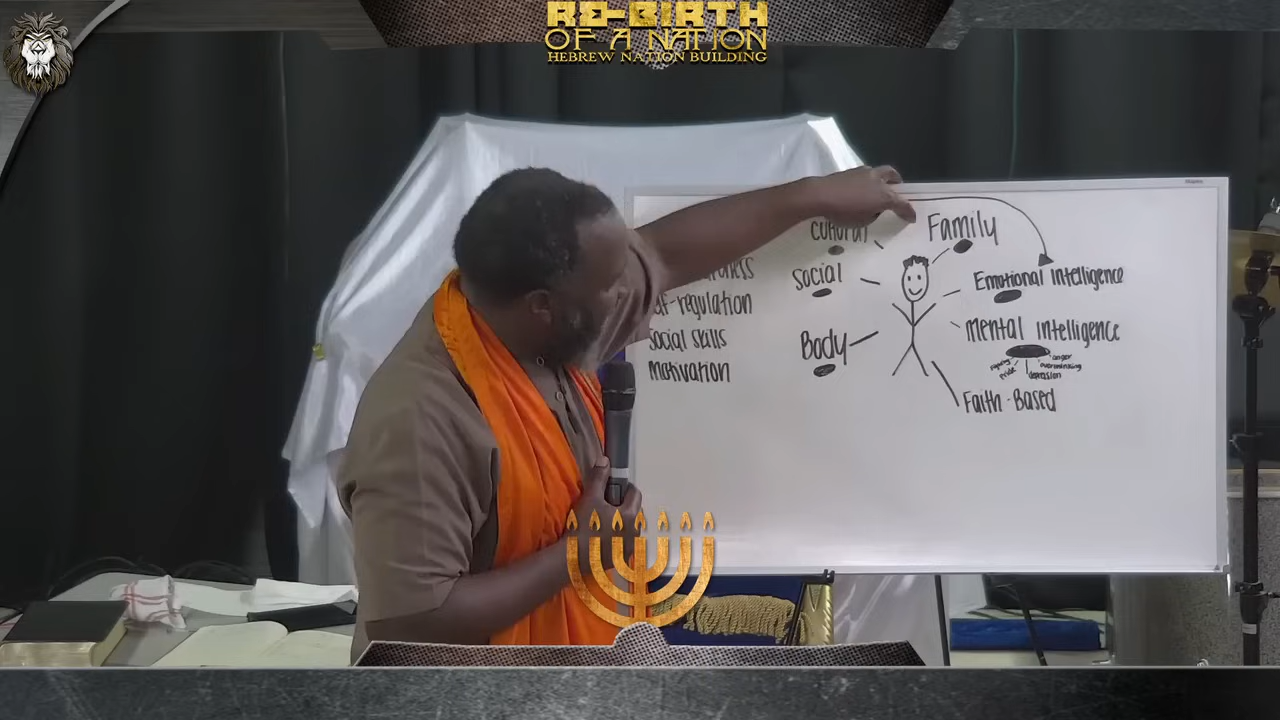 RE-BIRTH
OF A NATION
HEBREW NATION BUILDING
cultural
Family
Social
Emotional Intelligence
-regulation
Social skills
Body
mental intelligence
motivation
anger
overthinking
pride
depression
Faith-Based